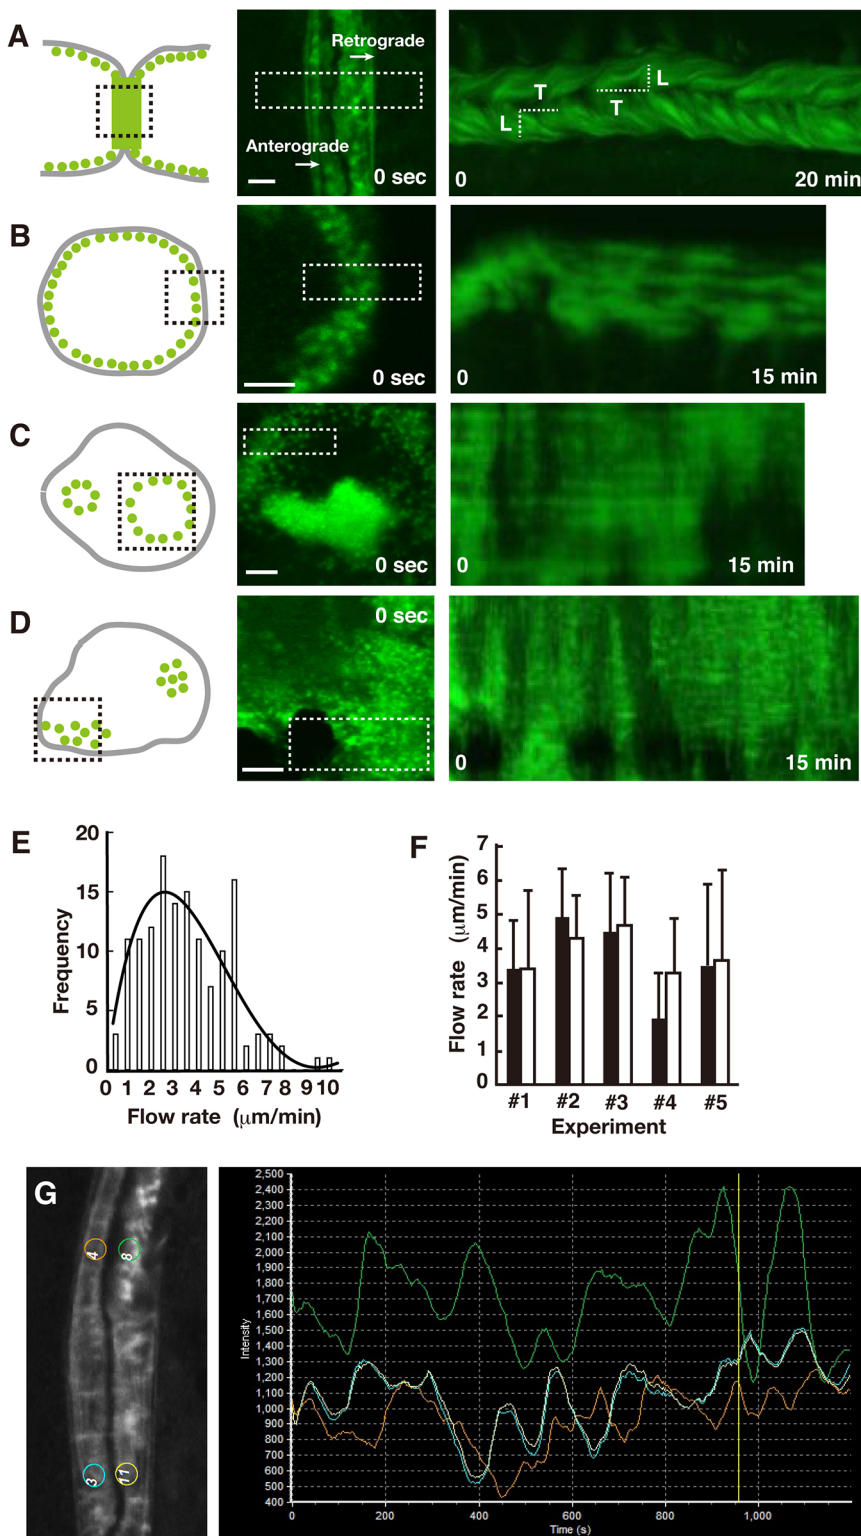 A
Retrograde
Anterograde
0 sec
T
L
L
T
0
20 min
B
0 sec
0
15 min
C
0 sec
0
15 min
D
0 sec
0
15 min
E
20
15
10
5
0
Frequency
0 1 2 3 4 5 6 7 8 9 10
Flow rate (μm/min)
F
7
6
5
4
3
2
1
0
Flow rate (μm/min)
#1 #2 #3 #4 #5
Experiment
G
4
8
3
11
2,500
2,400
2,300
2,200
2,100
2,000
1,900
1,800
1,700
1,600
1,500
1,400
1,300
1,200
1,100
1,000
900
800
700
600
500
400
Intensity
0 200 400 600 800 1,000
Time (s)